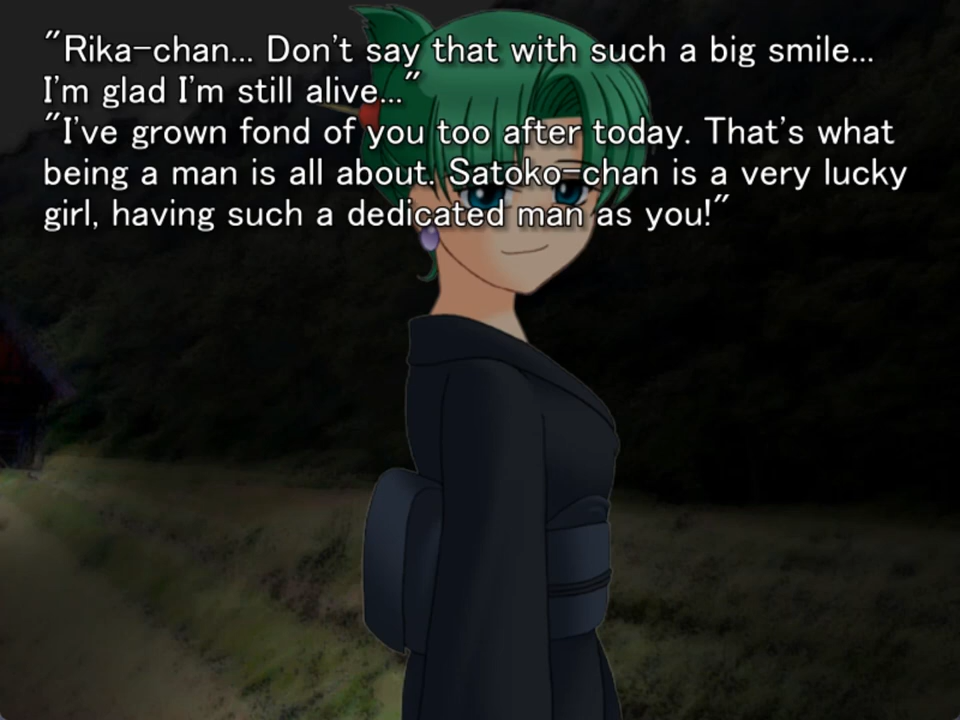 "Rika-chan... Don't say that with such a big smile...
I'm glad I'm still alive..."
"I've grown fond of you too after today. That's what
being a man is all about. Satoko-chan is a very lucky
girl, having such a dedicated man as you!"